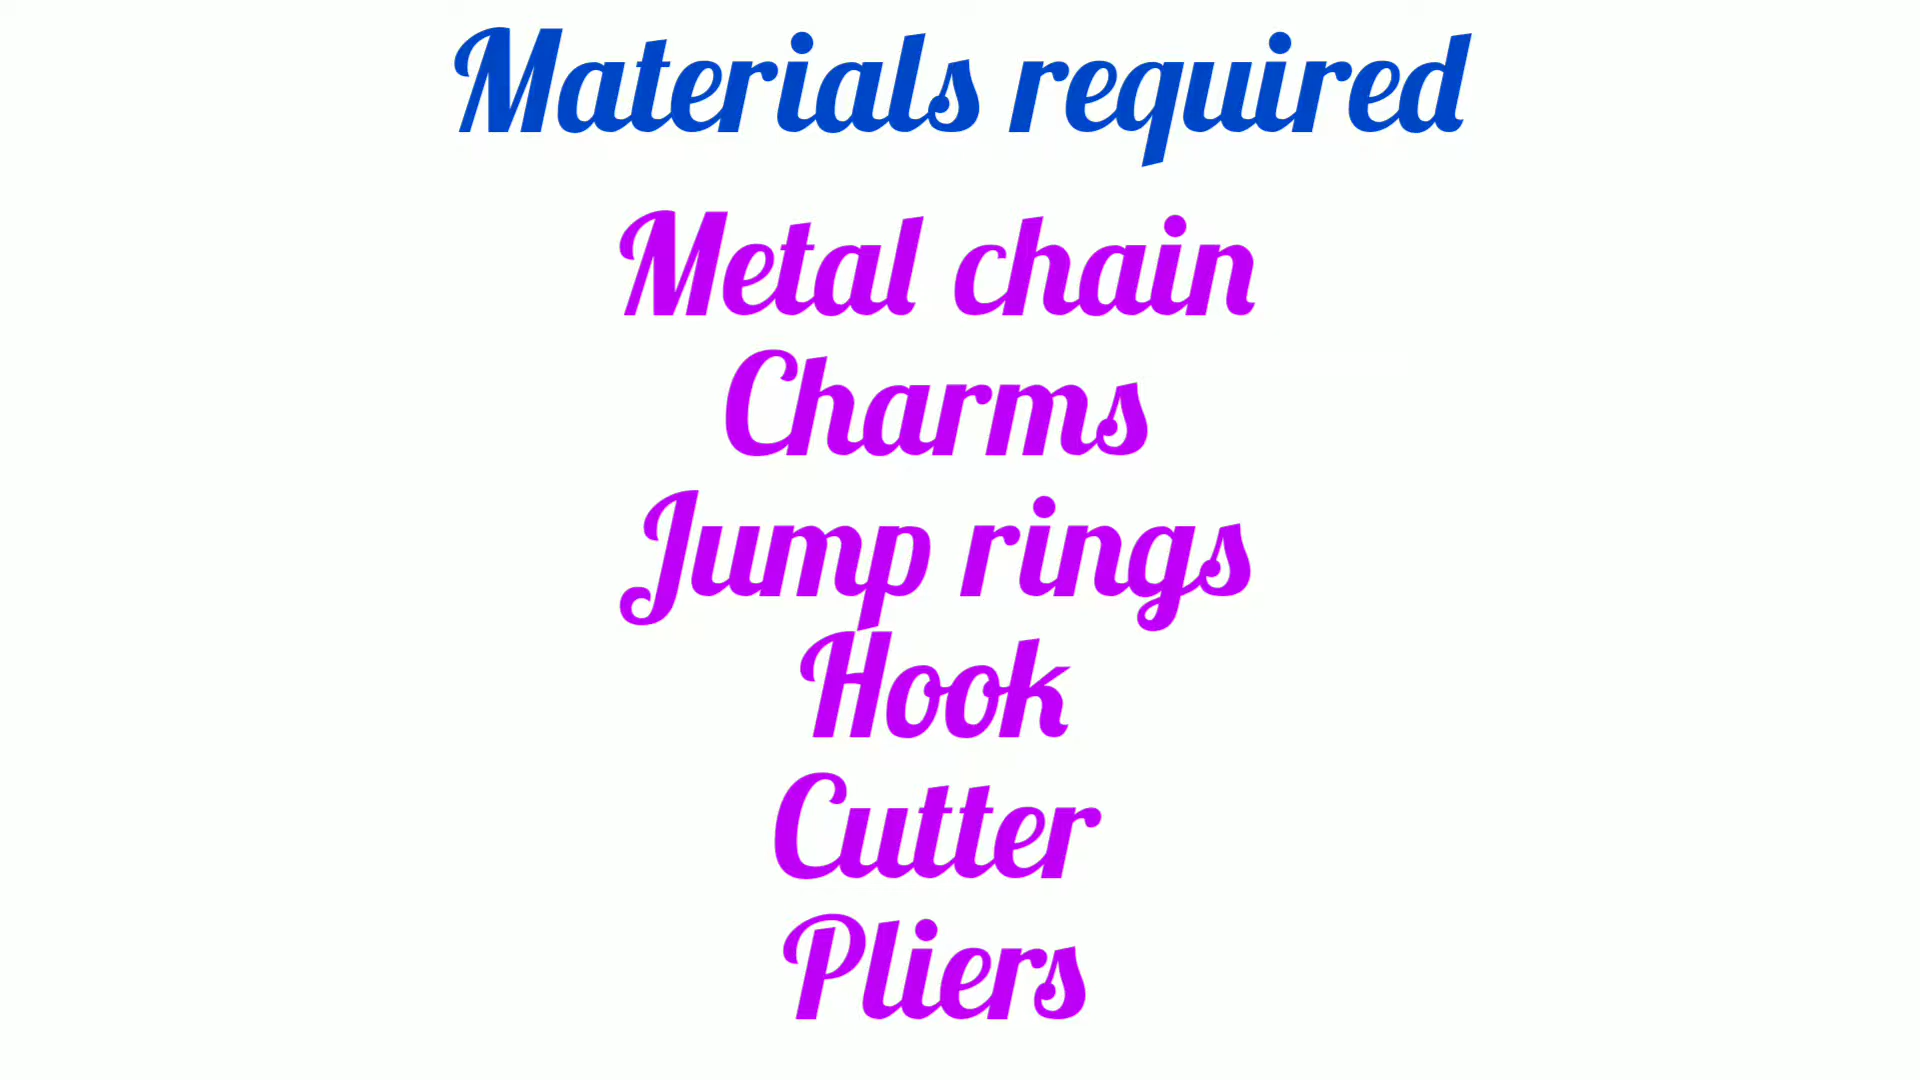 Materials required
Metal chain
Charms
Jump rings
Hook
Cutter
Pliers